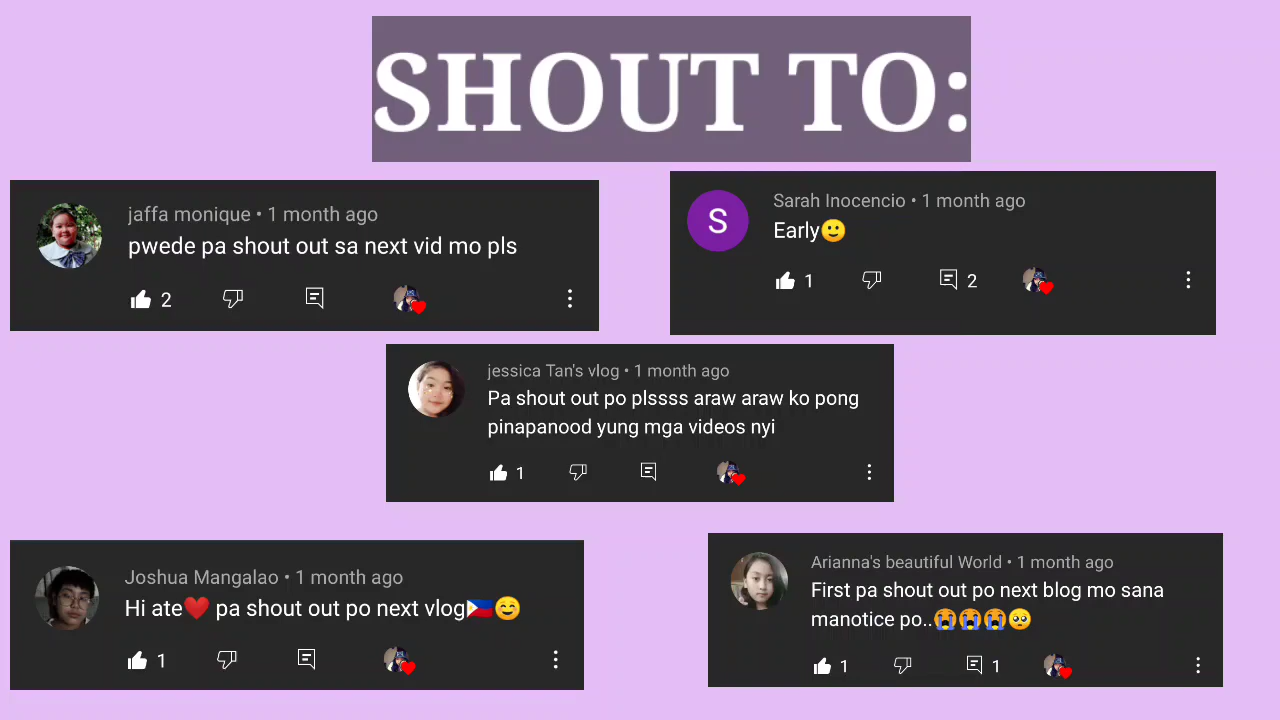 SHOUT TO:
jaffa monique • 1 month ago
pwede pa shout out sa next vid mo pls
2
S
Sarah Inocencio • 1 month ago
Early🙂
1 2
jessica Tan's vlog • 1 month ago
Pa shout out po plssss araw araw ko pong
pinapanood yung mga videos nyi
1
Joshua Mangalao • 1 month ago
Hi ate❤️ pa shout out po next vlog🇵🇭☺️
1
Arianna's beautiful World • 1 month ago
First pa shout out po next blog mo sana
manotice po..😭😭😭🥺
1 1